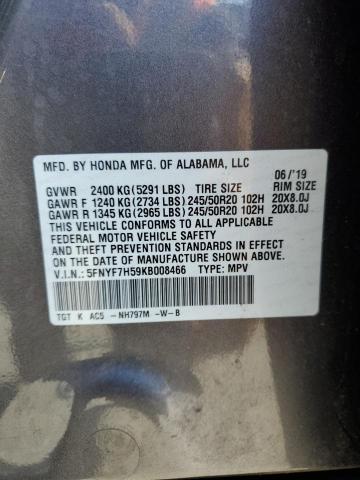 MFD. BY HONDA MFG. OF ALABAMA, LLC
06/'19
GVWR 2400 KG (5291 LBS) TIRE SIZE RIM SIZE
GAWR F 1240 KG (2734 LBS) 245/50R20 102H 20X8.0J
GAWR R 1345 KG (2965 LBS) 245/50R20 102H 20X8.0J
THIS VEHICLE CONFORMS TO ALL APPLICABLE
FEDERAL MOTOR VEHICLE SAFETY
AND THEFT PREVENTION STANDARDS IN EFFECT
ON THE DATE OF MANUFACTURE SHOWN ABOVE.
V.I.N.: 5FNYF7H59KB008466 TYPE: MPV
TGT K AC5 -NH797M -W-B